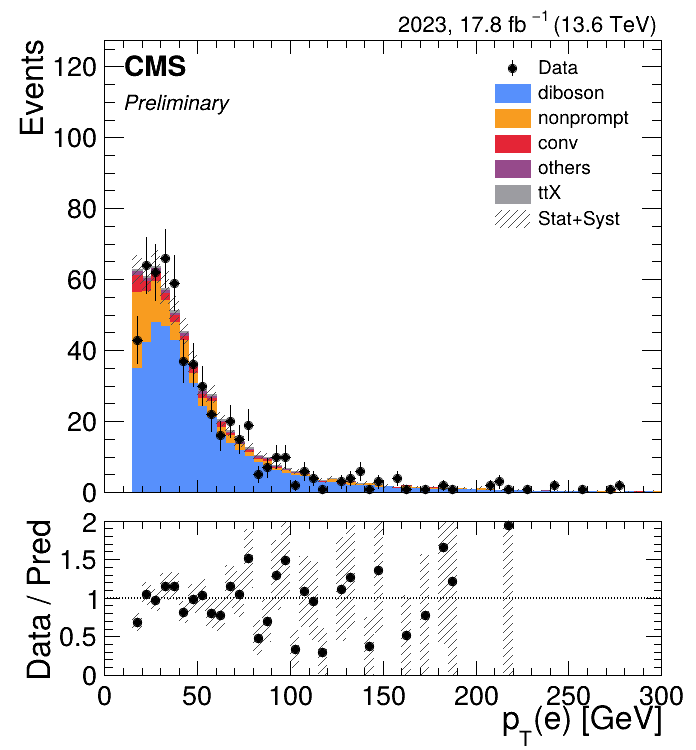 2023, 17.8 fb⁻¹ (13.6 TeV)
CMS
Preliminary
Events
120
100
80
60
40
20
0
Data
diboson
nonprompt
conv
others
ttX
Stat+Syst
Data / Pred
2
1.5
1
0.5
0
0 50 100 150 200 250 300
p_T(e) [GeV]